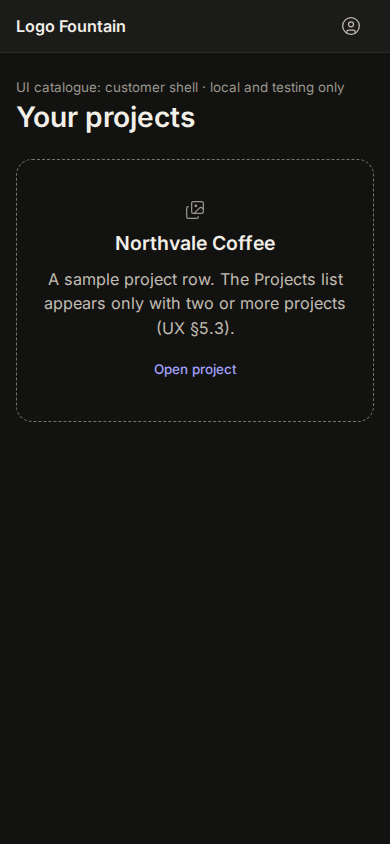 Logo Fountain
UI catalogue: customer shell · local and testing only
Your projects
Northvale Coffee
A sample project row. The Projects list
appears only with two or more projects
(UX §5.3).
Open project